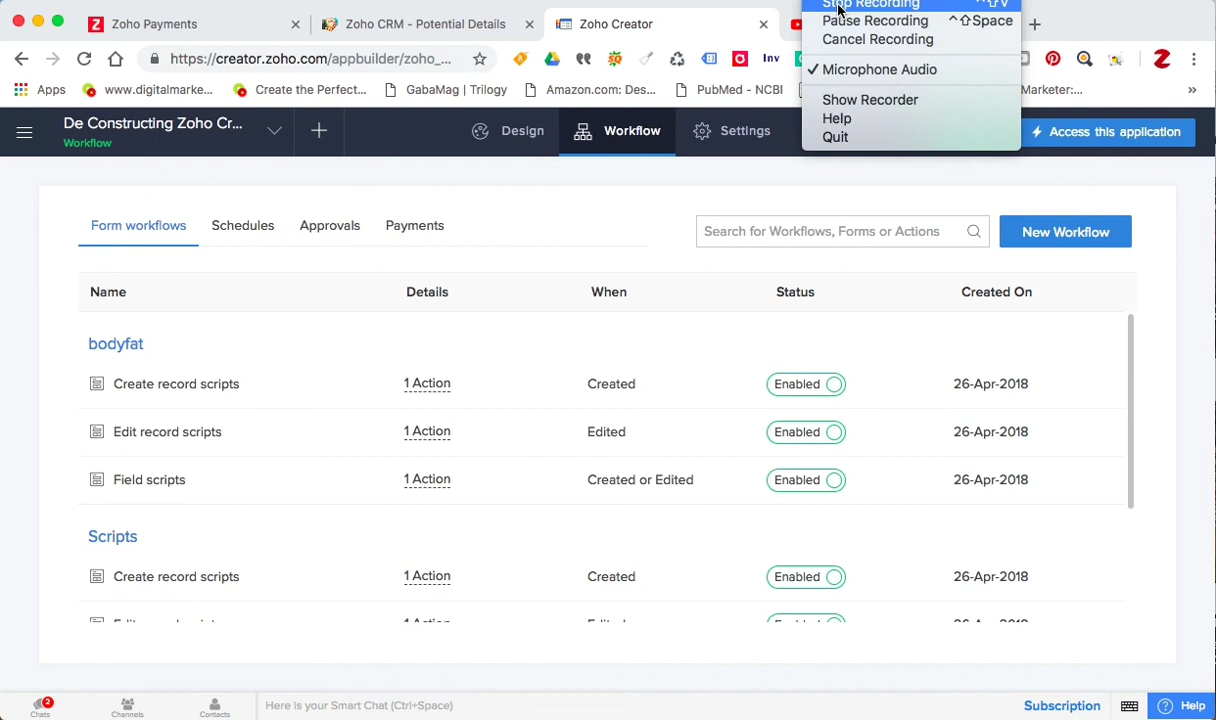 Zoho Payments
Zoho CRM - Potential Details
Zoho Creator
Stop Recording
Pause Recording ^⇧Space
Cancel Recording
✓ Microphone Audio
Show Recorder
Help
Quit
https://creator.zoho.com/appbuilder/zoho_...
Inv
Apps
www.digitalmarke...
Create the Perfect...
GabaMag | Trilogy
Amazon.com: Des...
PubMed - NCBI
Marketer:...
»
De Constructing Zoho Cr...
Workflow
Design
Workflow
Settings
Access this application
Form workflows
Schedules
Approvals
Payments
Search for Workflows, Forms or Actions
New Workflow
Name Details When Status Created On
bodyfat
Create record scripts 1 Action Created Enabled 26-Apr-2018
Edit record scripts 1 Action Edited Enabled 26-Apr-2018
Field scripts 1 Action Created or Edited Enabled 26-Apr-2018
Scripts
Create record scripts 1 Action Created Enabled 26-Apr-2018
2
Chats
Channels
Contacts
Here is your Smart Chat (Ctrl+Space)
Subscription
Help